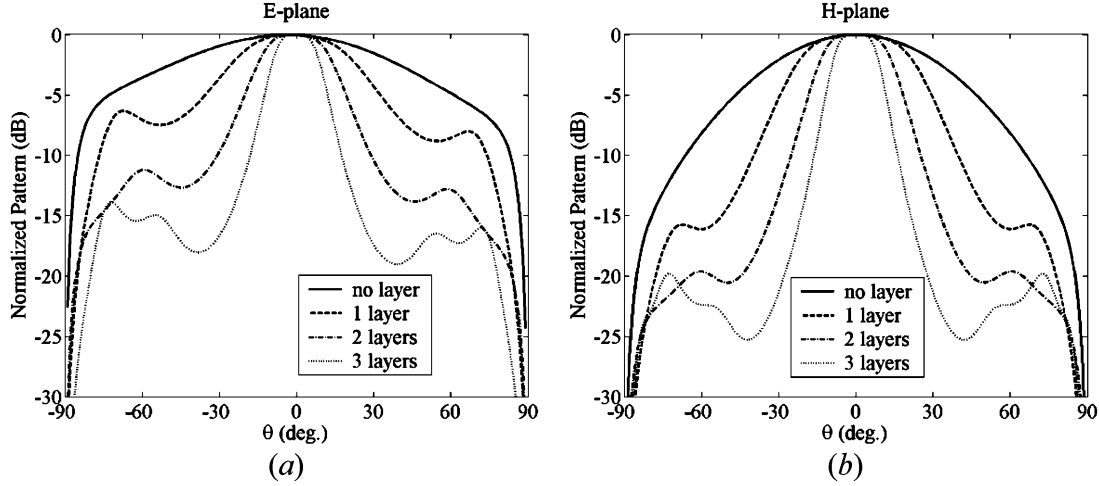 E-plane
Normalized Pattern (dB)
0
-5
-10
-15
-20
-25
-30
-90
-60
-30
0
30
60
90
θ (deg.)
no layer
1 layer
2 layers
3 layers
(a)
H-plane
Normalized Pattern (dB)
0
-5
-10
-15
-20
-25
-30
-90
-60
-30
0
30
60
90
θ (deg.)
no layer
1 layer
2 layers
3 layers
(b)